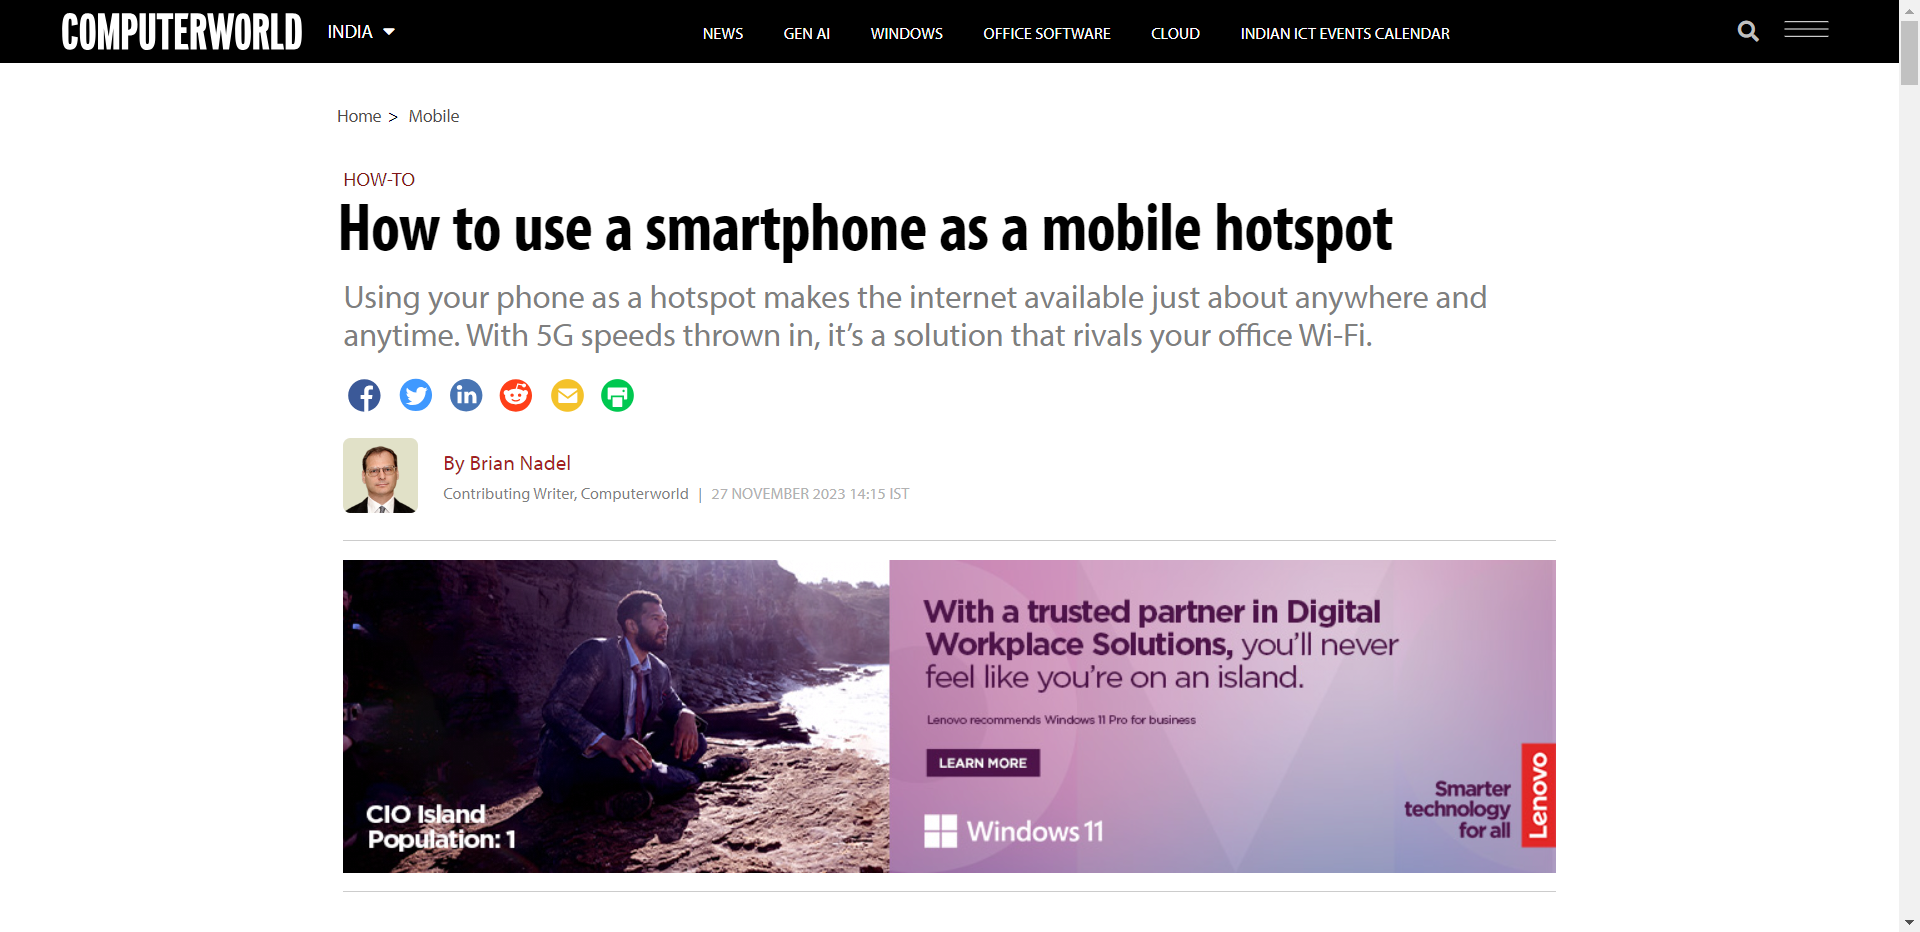 COMPUTERWORLD
INDIA
NEWS
GEN AI
WINDOWS
OFFICE SOFTWARE
CLOUD
INDIAN ICT EVENTS CALENDAR
Home > Mobile
HOW-TO
How to use a smartphone as a mobile hotspot
Using your phone as a hotspot makes the internet available just about anywhere and
anytime. With 5G speeds thrown in, it’s a solution that rivals your office Wi-Fi.
By Brian Nadel
Contributing Writer, Computerworld | 27 NOVEMBER 2023 14:15 IST
CIO Island
Population: 1
With a trusted partner in Digital
Workplace Solutions, you’ll never
feel like you’re on an island.
Lenovo recommends Windows 11 Pro for business
LEARN MORE
Windows 11
Smarter
technology
for all
Lenovo